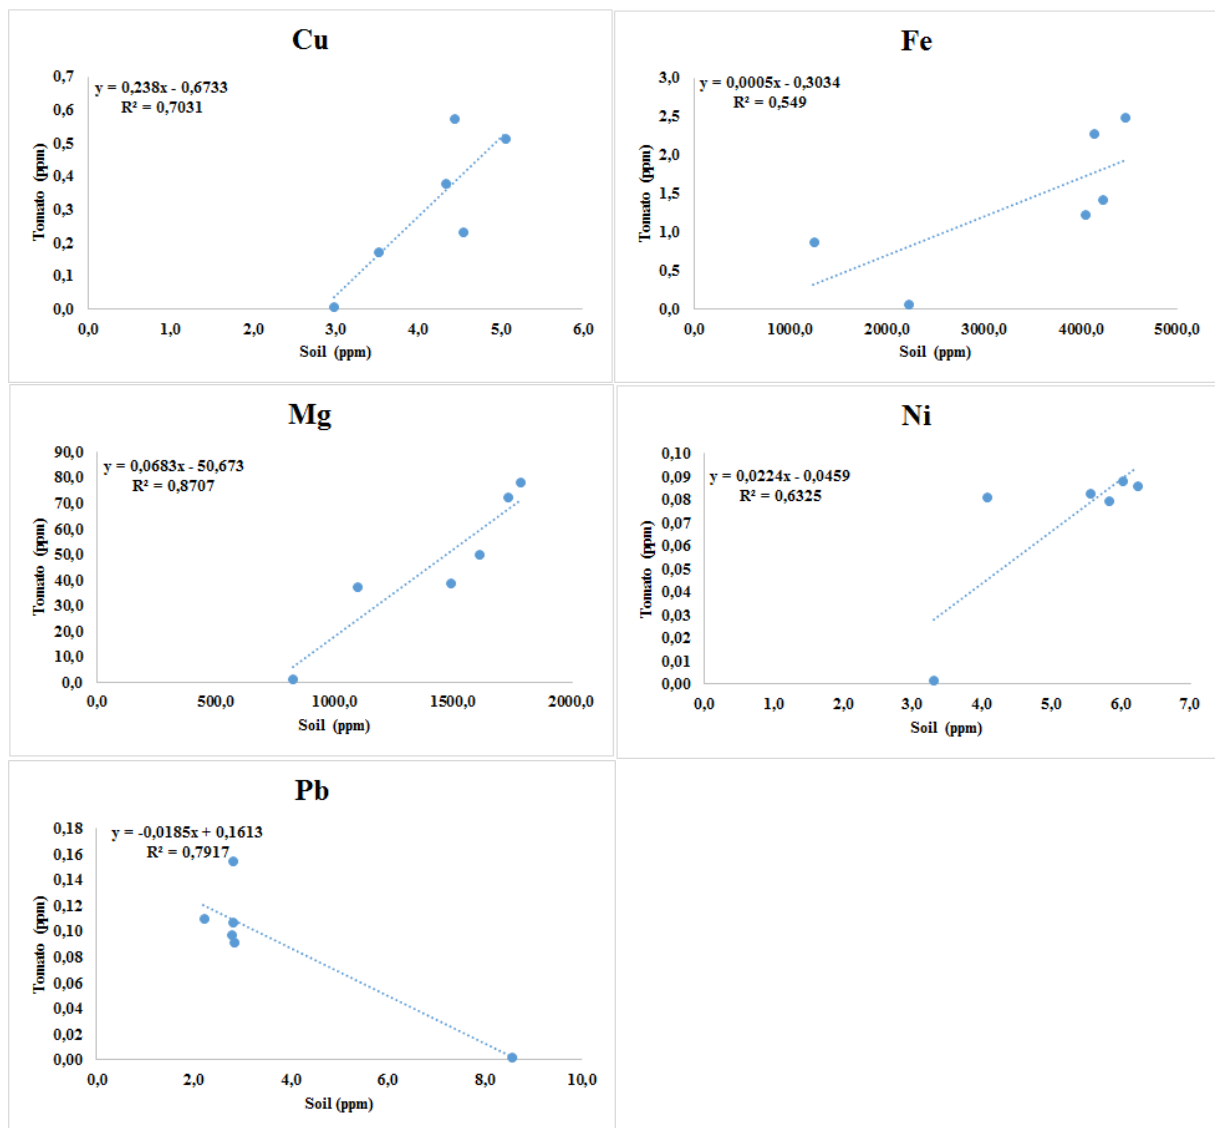 Cu
y = 0,238x - 0,6733
R² = 0,7031
Tomato (ppm)
0,7
0,6
0,5
0,4
0,3
0,2
0,1
0,0
0,0 1,0 2,0 3,0 4,0 5,0 6,0
Soil (ppm)
Fe
y = 0,0005x - 0,3034
R² = 0,549
Tomato (ppm)
3,0
2,5
2,0
1,5
1,0
0,5
0,0
0,0 1000,0 2000,0 3000,0 4000,0 5000,0
Soil (ppm)
Mg
y = 0,0683x - 50,673
R² = 0,8707
Tomato (ppm)
90,0
80,0
70,0
60,0
50,0
40,0
30,0
20,0
10,0
0,0
0,0 500,0 1000,0 1500,0 2000,0
Soil (ppm)
Ni
y = 0,0224x - 0,0459
R² = 0,6325
Tomato (ppm)
0,10
0,09
0,08
0,07
0,06
0,05
0,04
0,03
0,02
0,01
0,00
0,0 1,0 2,0 3,0 4,0 5,0 6,0 7,0
Soil (ppm)
Pb
y = -0,0185x + 0,1613
R² = 0,7917
Tomato (ppm)
0,18
0,16
0,14
0,12
0,10
0,08
0,06
0,04
0,02
0,00
0,0 2,0 4,0 6,0 8,0 10,0
Soil (ppm)